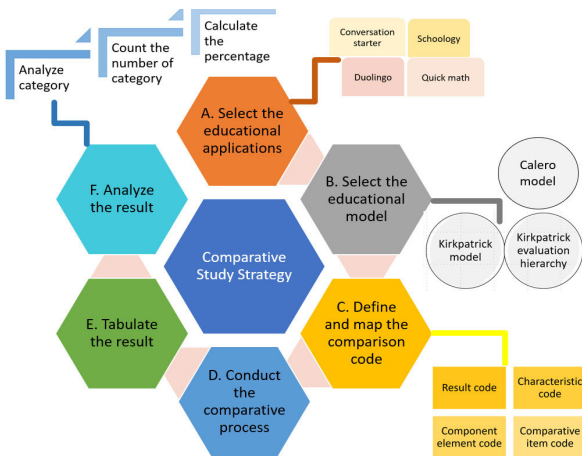 Calculate
the
percentage
Count the
number of
category
Analyze
category
Conversation
starter
Schoology
Duolingo
Quick math
A. Select the
educational
applications
B. Select the
educational
model
Calero
model
Kirkpatrick
model
Kirkpatrick
evaluation
hierarchy
F. Analyze
the result
Comparative
Study Strategy
C. Define
and map the
comparison
code
E. Tabulate
the result
D. Conduct
the
comparative
process
Result code
Characteristic
code
Component
element code
Comparative
item code